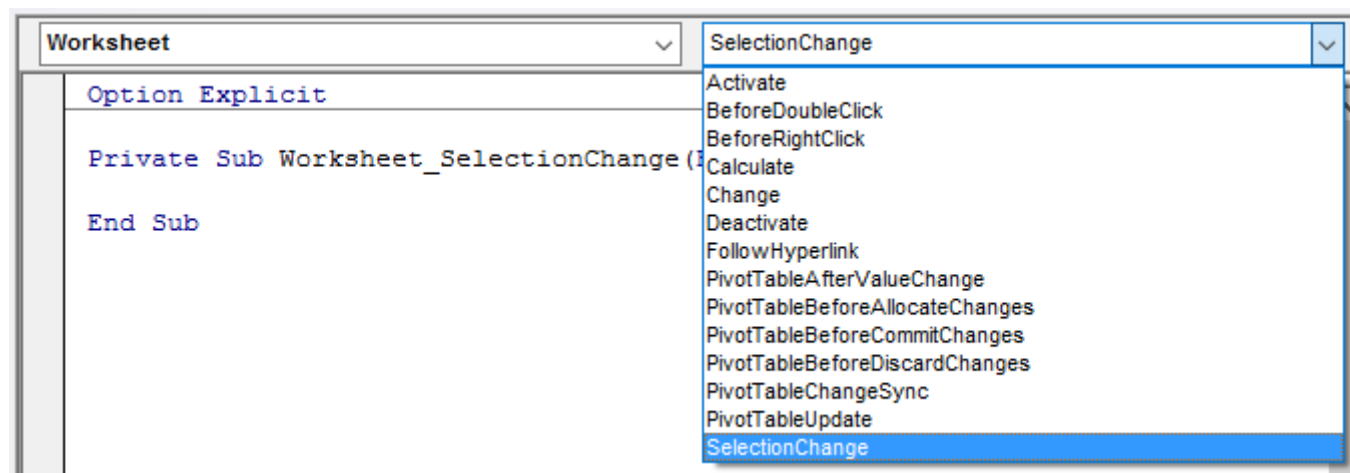 Worksheet
SelectionChange
Option Explicit
Private Sub Worksheet_SelectionChange(
End Sub
Activate
BeforeDoubleClick
BeforeRightClick
Calculate
Change
Deactivate
FollowHyperlink
PivotTableAfterValueChange
PivotTableBeforeAllocateChanges
PivotTableBeforeCommitChanges
PivotTableBeforeDiscardChanges
PivotTableChangeSync
PivotTableUpdate
SelectionChange